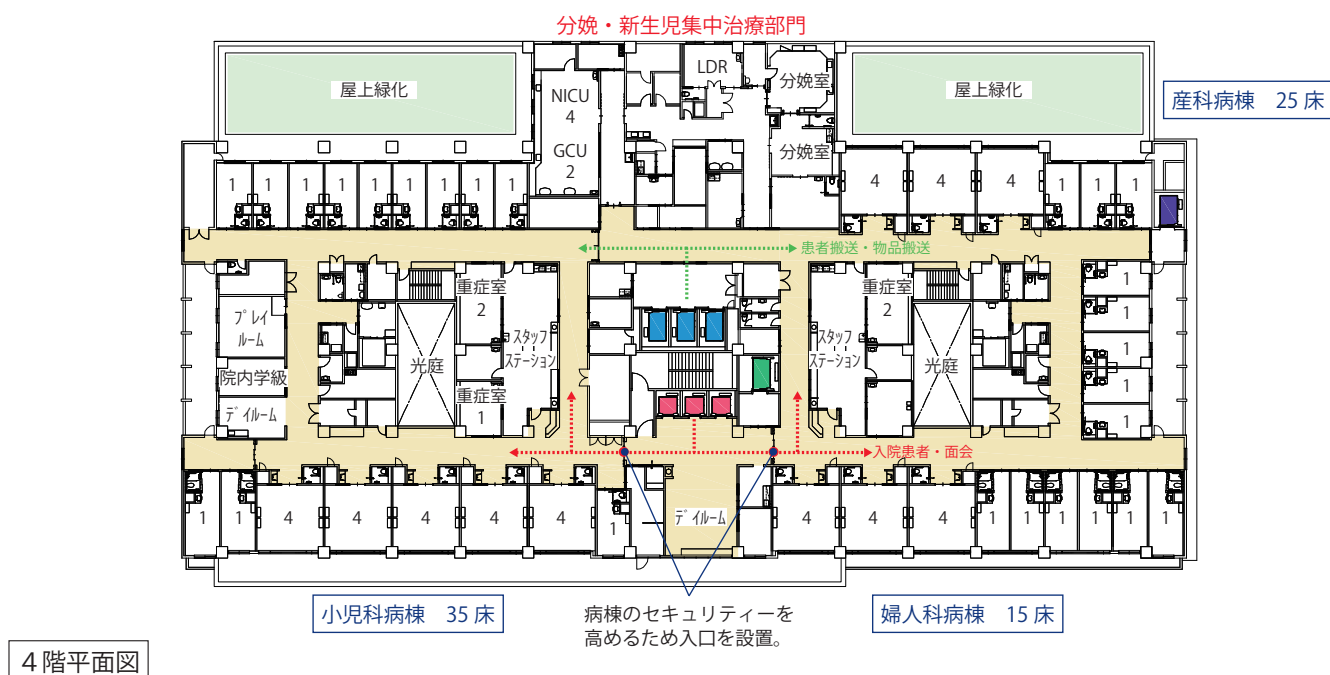 分娩・新生児集中治療部門
屋上緑化
NICU
4
GCU
2
LDR
分娩室
分娩室
屋上緑化
産科病棟　25 床
1 1 1 1 1 1 1 1
4 4 4 1 1 1
患者搬送・物品搬送
プレイ
ルーム
院内学級
デイルーム
光庭
重症室
2
重症室
1
スタッフ
ステーション
スタッフ
ステーション
重症室
2
光庭
1
1
1
1
1
入院患者・面会
1 1 4 4 4 4 4 1
デイルーム
4 4 4 1 1 1 1 1 1
小児科病棟　35 床
病棟のセキュリティーを
高めるため入口を設置。
婦人科病棟　15 床
４階平面図